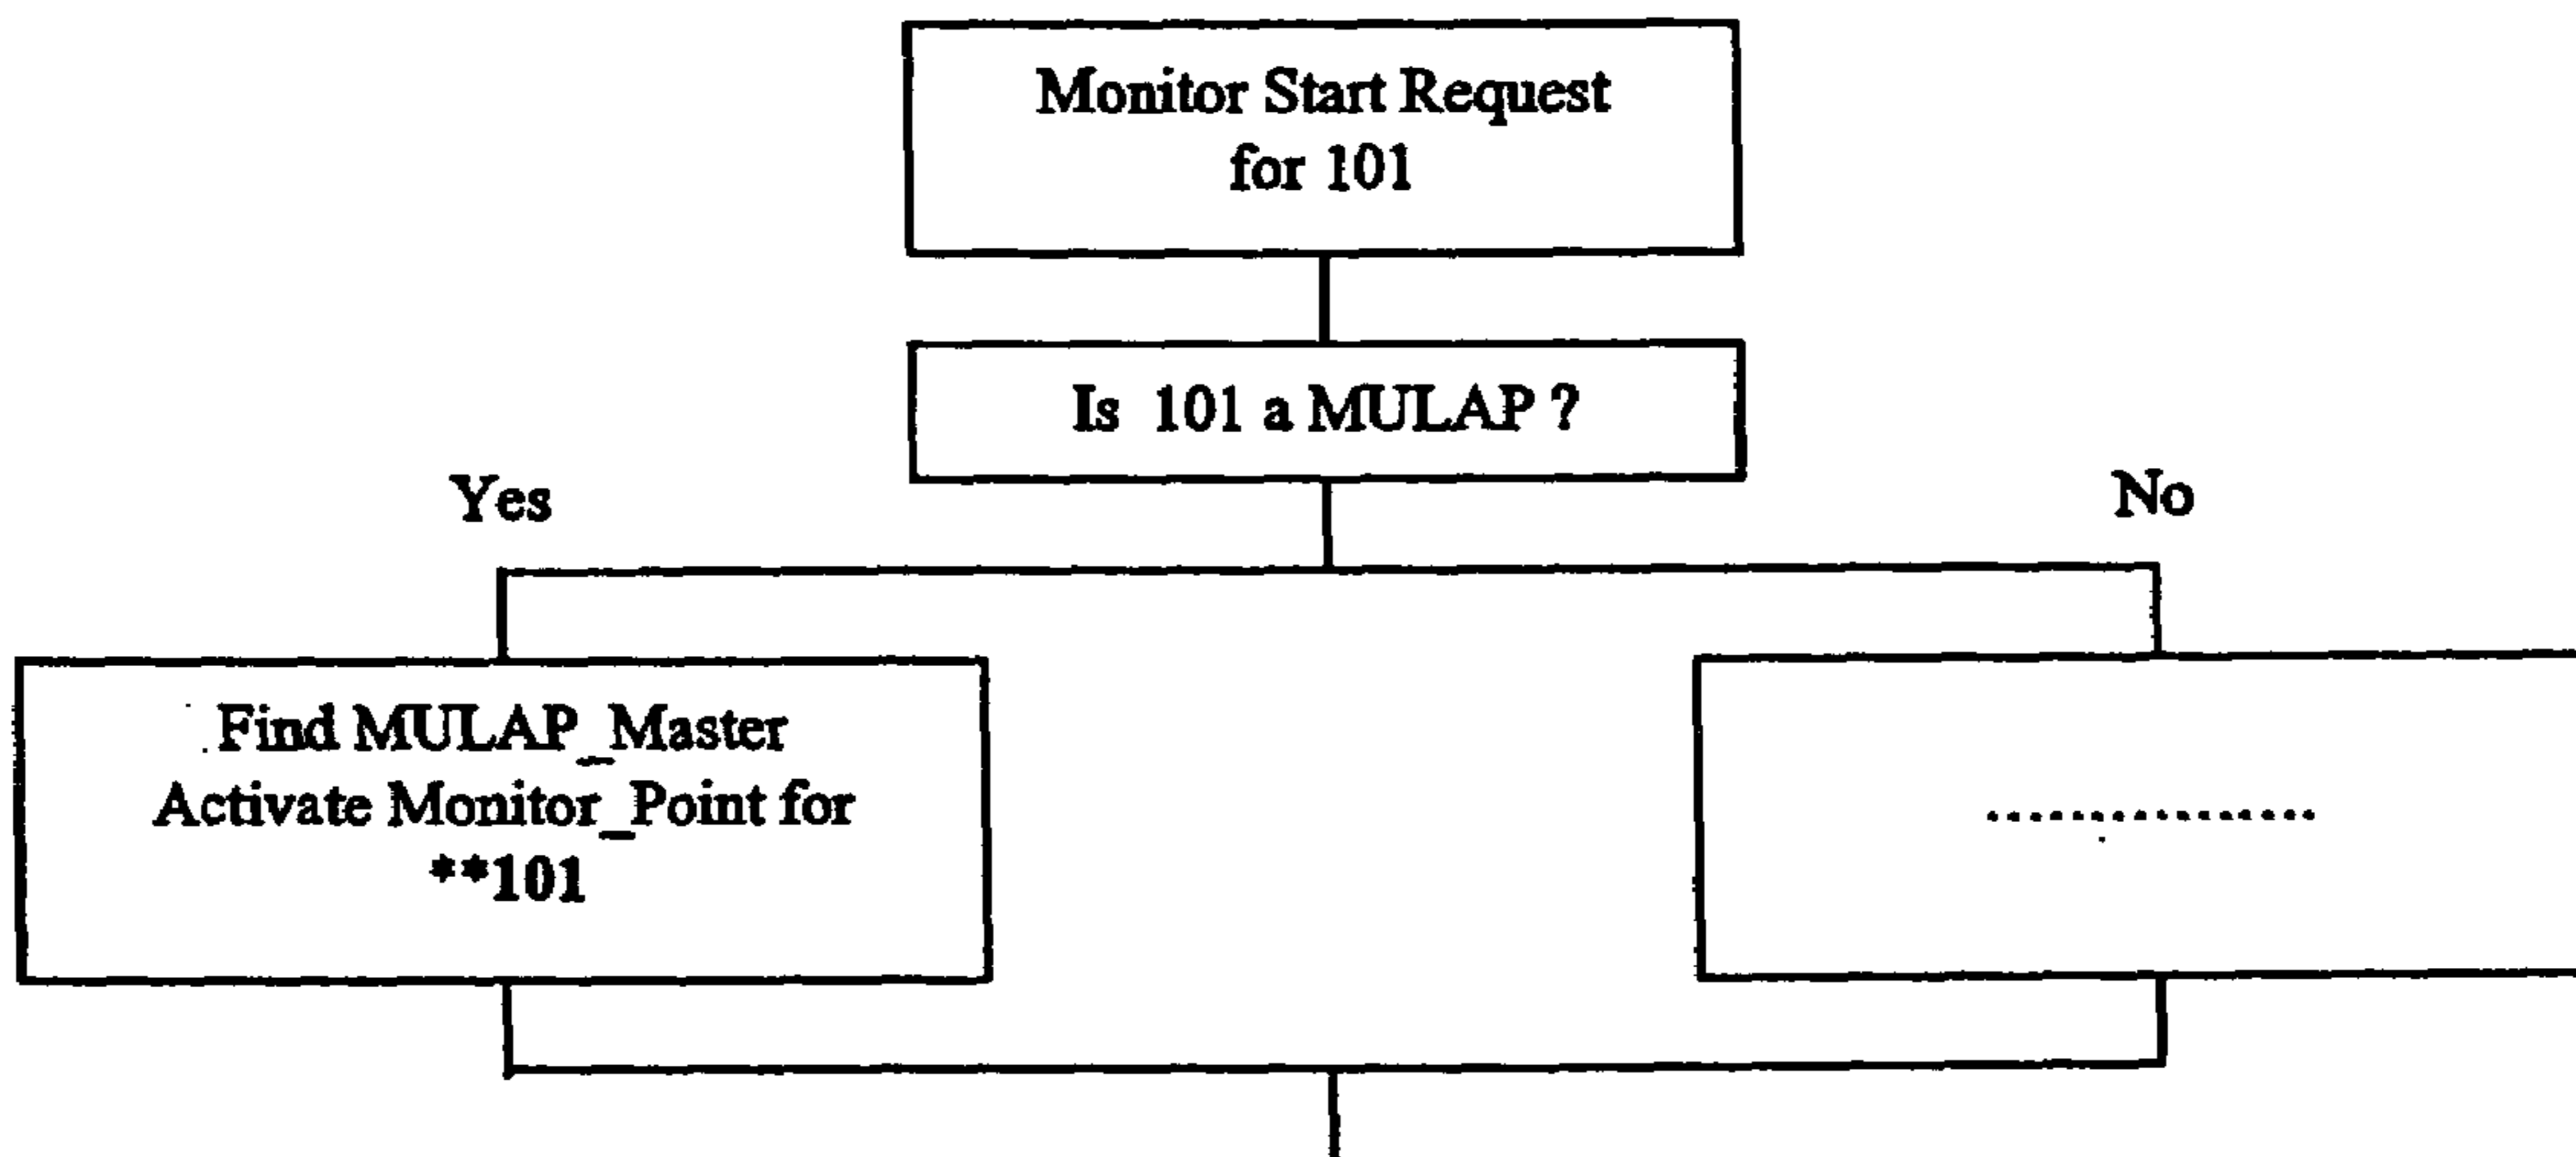 Monitor Start Request
for 101
Is 101 a MULAP ?
Yes
No
Find MULAP_Master
Activate Monitor_Point for
**101
...............